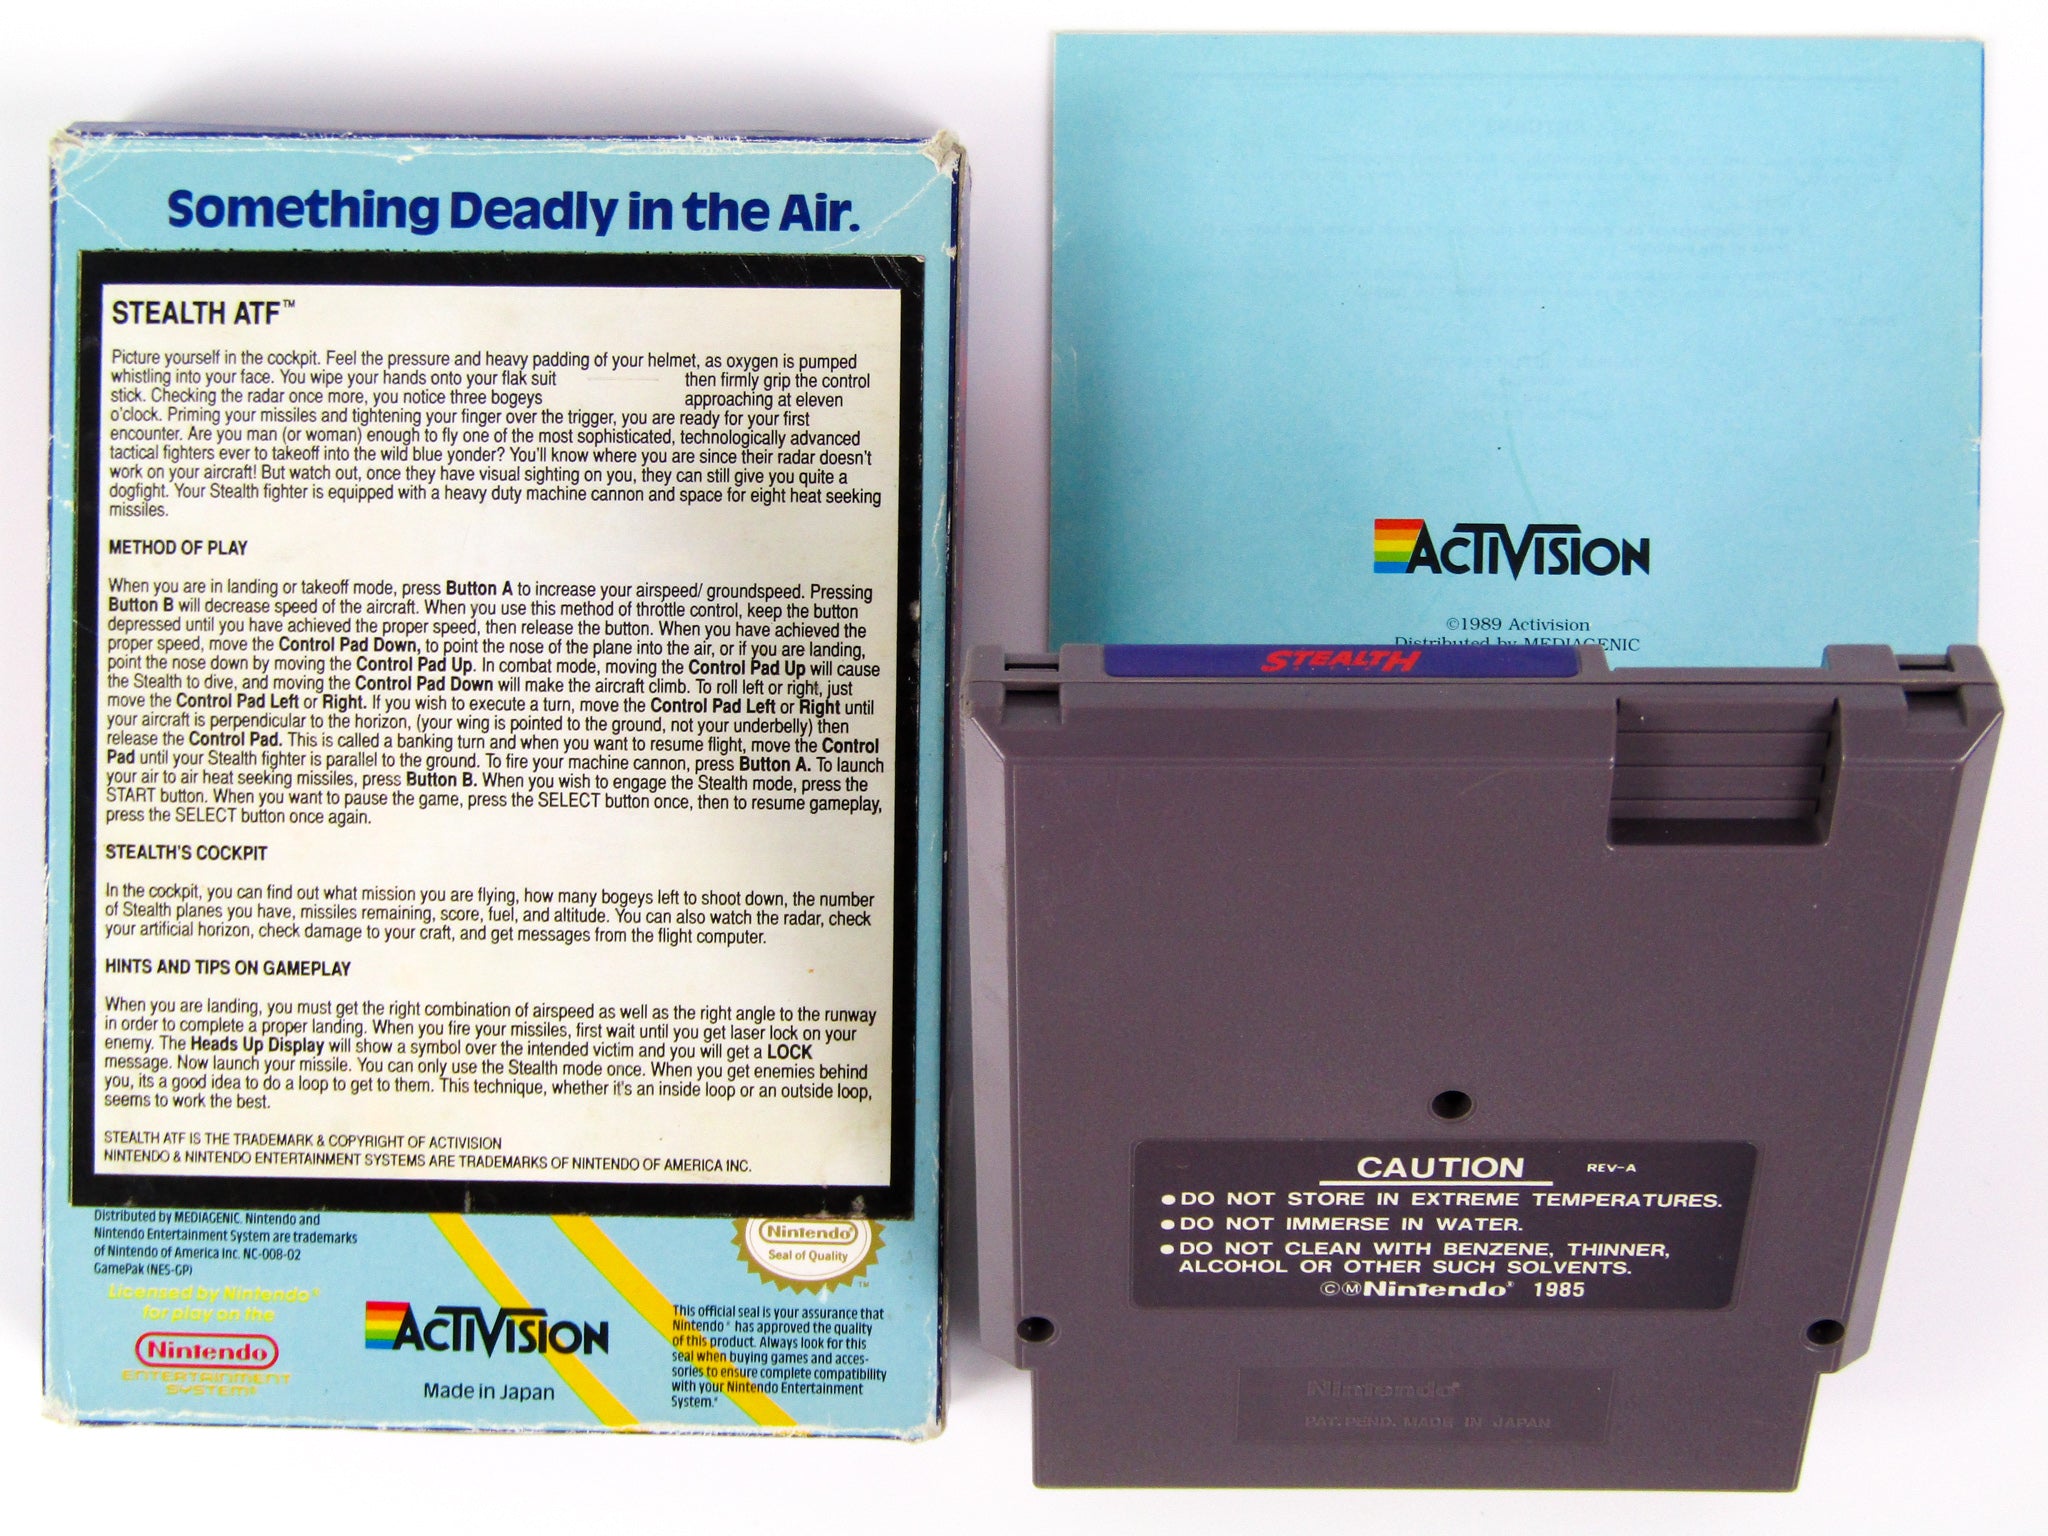 Something Deadly in the Air.
STEALTH ATF™
Picture yourself in the cockpit. Feel the pressure and heavy padding of your helmet, as oxygen is pumped
whistling into your face. You wipe your hands onto your flak suit then firmly grip the control
stick. Checking the radar once more, you notice three bogeys approaching at eleven
o'clock. Priming your missiles and tightening your finger over the trigger, you are ready for your first
encounter. Are you man (or woman) enough to fly one of the most sophisticated, technologically advanced
tactical fighters ever to takeoff into the wild blue yonder? You'll know where you are since their radar doesn't
work on your aircraft! But watch out, once they have visual sighting on you, they can still give you quite a
dogfight. Your Stealth fighter is equipped with a heavy duty machine cannon and space for eight heat seeking
missiles.
METHOD OF PLAY
When you are in landing or takeoff mode, press Button A to increase your airspeed/ groundspeed. Pressing
Button B will decrease speed of the aircraft. When you use this method of throttle control, keep the button
depressed until you have achieved the proper speed, then release the button. When you have achieved the
proper speed, move the Control Pad Down, to point the nose of the plane into the air, or if you are landing,
point the nose down by moving the Control Pad Up. In combat mode, moving the Control Pad Up will cause
the Stealth to dive, and moving the Control Pad Down will make the aircraft climb. To roll left or right, just
move the Control Pad Left or Right. If you wish to execute a turn, move the Control Pad Left or Right until
your aircraft is perpendicular to the horizon, (your wing is pointed to the ground, not your underbelly) then
release the Control Pad. This is called a banking turn and when you want to resume flight, move the Control
Pad until your Stealth fighter is parallel to the ground. To fire your machine cannon, press Button A. To launch
your air to air heat seeking missiles, press Button B. When you wish to engage the Stealth mode, press the
START button. When you want to pause the game, press the SELECT button once, then to resume gameplay,
press the SELECT button once again.
STEALTH'S COCKPIT
In the cockpit, you can find out what mission you are flying, how many bogeys left to shoot down, the number
of Stealth planes you have, missiles remaining, score, fuel, and altitude. You can also watch the radar, check
your artificial horizon, check damage to your craft, and get messages from the flight computer.
HINTS AND TIPS ON GAMEPLAY
When you are landing, you must get the right combination of airspeed as well as the right angle to the runway
in order to complete a proper landing. When you fire your missiles, first wait until you get laser lock on your
enemy. The Heads Up Display will show a symbol over the intended victim and you will get a LOCK
message. Now launch your missile. You can only use the Stealth mode once. When you get enemies behind
you, its a good idea to do a loop to get to them. This technique, whether it's an inside loop or an outside loop,
seems to work the best.
STEALTH ATF IS THE TRADEMARK & COPYRIGHT OF ACTIVISION
NINTENDO & NINTENDO ENTERTAINMENT SYSTEMS ARE TRADEMARKS OF NINTENDO OF AMERICA INC.
Distributed by MEDIAGENIC. Nintendo and
Nintendo Entertainment System are trademarks
of Nintendo of America Inc. NC-008-02
GamePak (NES-GP)
Licensed by Nintendo®
for play on the
Nintendo
ENTERTAINMENT
SYSTEM®
ACTIVISION
Made in Japan
Nintendo®
Seal of Quality
TM
This official seal is your assurance that
Nintendo® has approved the quality
of this product. Always look for this
seal when buying games and acces-
sories to ensure complete compatibility
with your Nintendo Entertainment
System.®
ACTIVISION
©1989 Activision
Distributed by MEDIAGENIC
STEALTH
CAUTION REV-A
● DO NOT STORE IN EXTREME TEMPERATURES.
● DO NOT IMMERSE IN WATER.
● DO NOT CLEAN WITH BENZENE, THINNER,
ALCOHOL OR OTHER SUCH SOLVENTS.
©ⓂNintendo® 1985
Nintendo®
PAT. PEND. MADE IN JAPAN